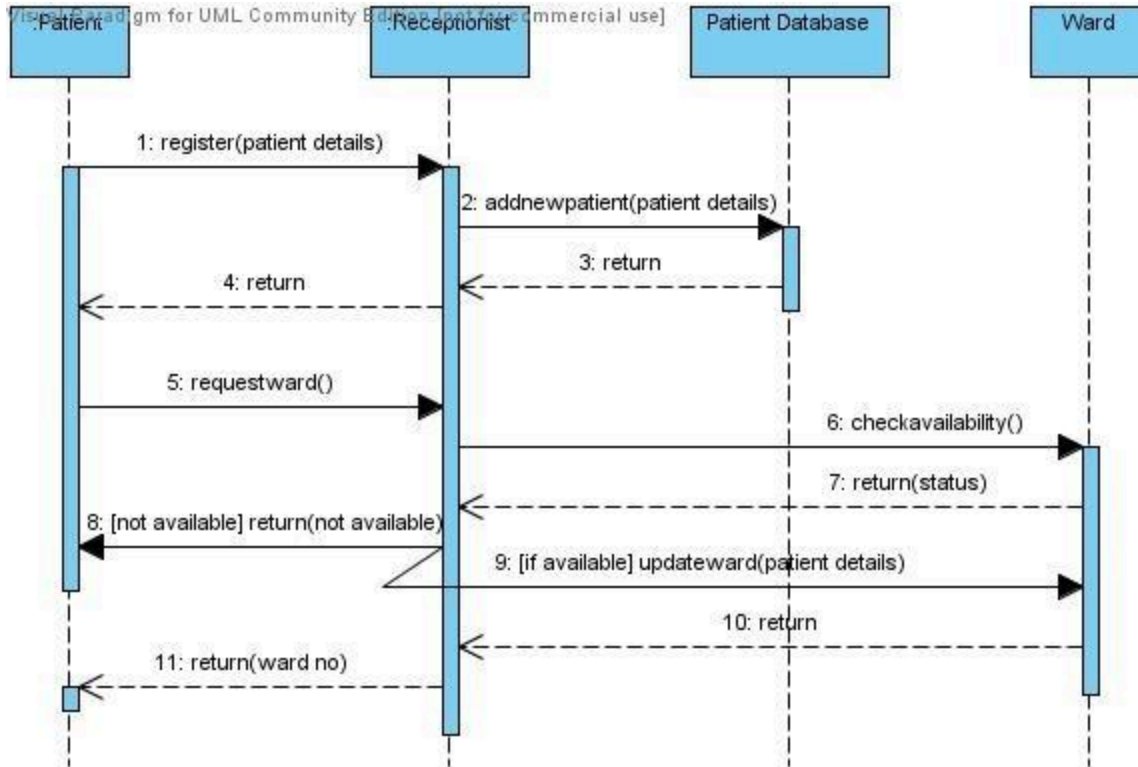 Visual Paradigm for UML Community Edition [not for commercial use]
:Patient
:Receptionist
Patient Database
Ward
1: register(patient details)
2: addnewpatient(patient details)
3: return
4: return
5: requestward()
6: checkavailability()
7: return(status)
8: [not available] return(not available)
9: [if available] updateward(patient details)
10: return
11: return(ward no)